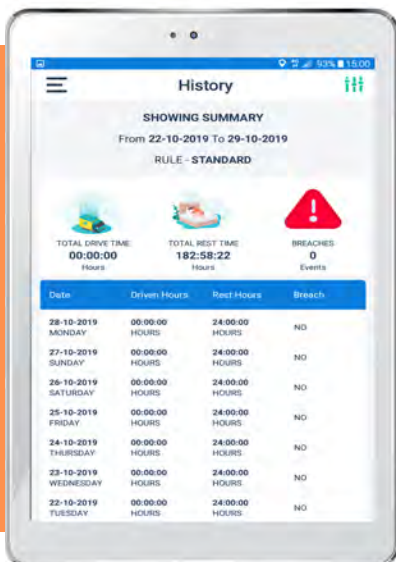 93% 15:00
History
SHOWING SUMMARY
From 22-10-2019 To 29-10-2019
RULE - STANDARD
TOTAL DRIVE TIME TOTAL REST TIME BREACHES
00:00:00 182:58:22 0
Hours Hours Events
Date Driven Hours Rest Hours Breach
28-10-2019 00:00:00 24:00:00
MONDAY HOURS HOURS NO
27-10-2019 00:00:00 24:00:00
SUNDAY HOURS HOURS NO
26-10-2019 00:00:00 24:00:00
SATURDAY HOURS HOURS NO
25-10-2019 00:00:00 24:00:00
FRIDAY HOURS HOURS NO
24-10-2019 00:00:00 24:00:00
THURSDAY HOURS HOURS NO
23-10-2019 00:00:00 24:00:00
WEDNESDAY HOURS HOURS NO
22-10-2019 00:00:00 24:00:00
TUESDAY HOURS HOURS NO